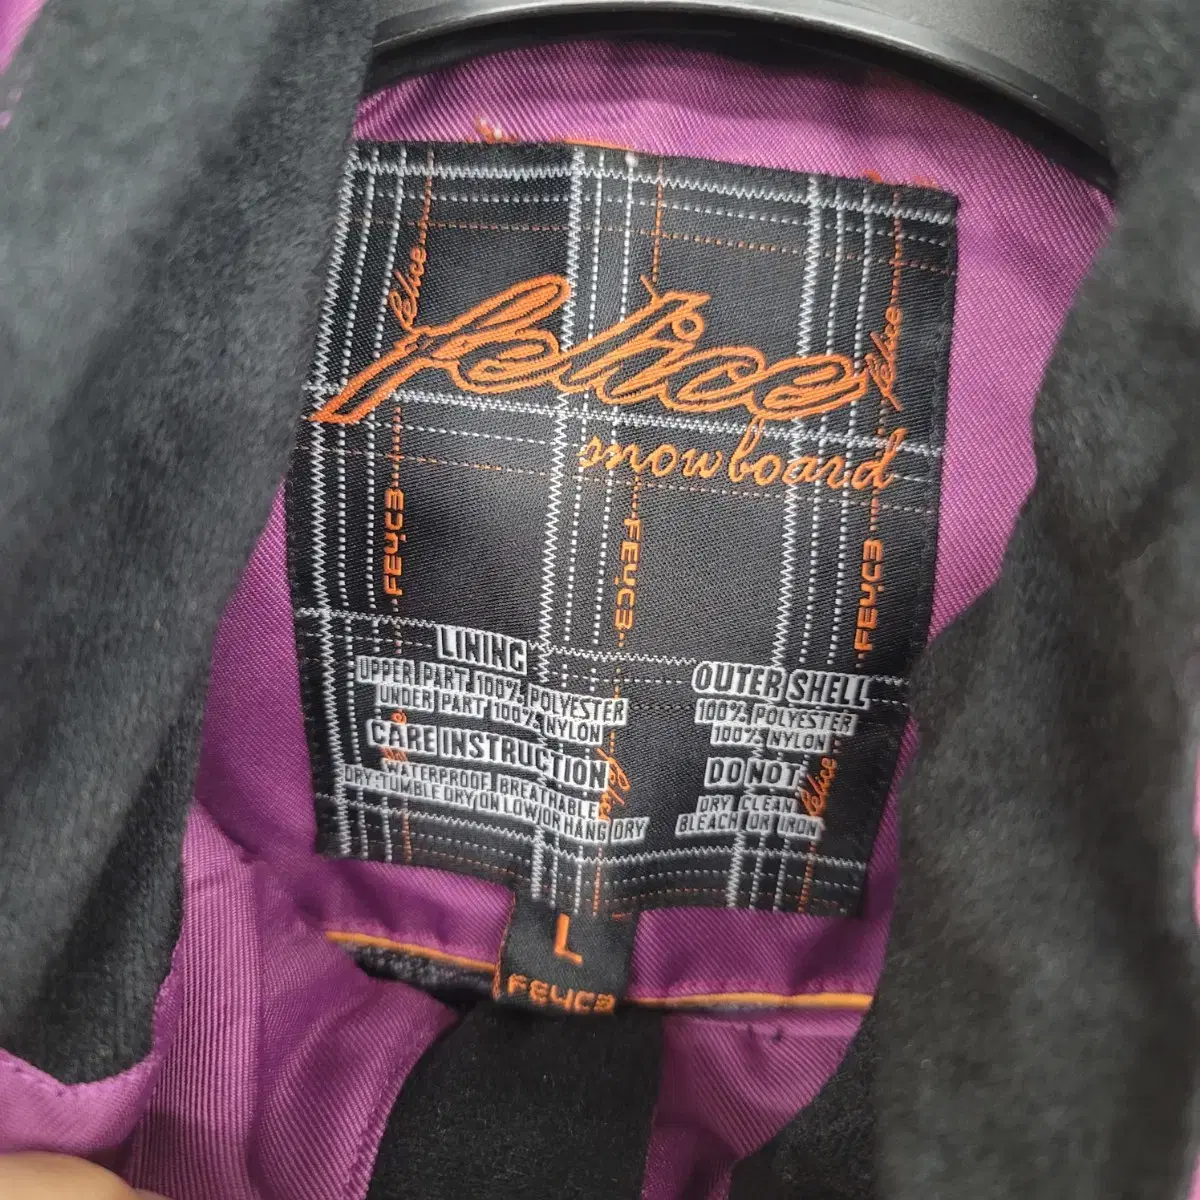 felice
felice
felice
snowboard
FEYC3
FEYC3
FEYC3
LINING
UPPER PART 100% POLYESTER
UNDER PART 100% NYLON
CARE INSTRUCTION
WATERPROOF BREATHABLE
DRY-TUMBLE DRY ON LOW OR HANG DRY
OUTER SHELL
100% POLYESTER
100% NYLON
DO NOT
DRY CLEAN
BLEACH OR IRON
felice
L
FEYC3